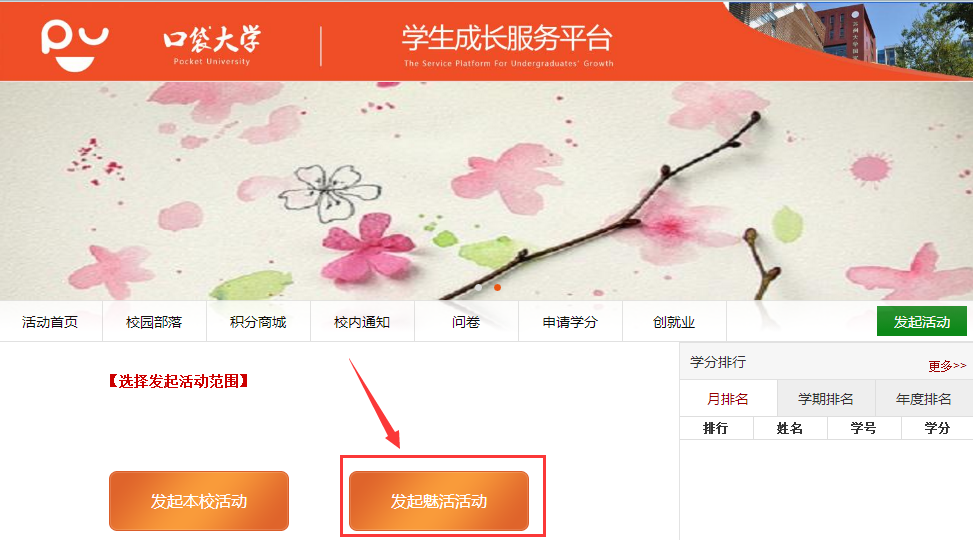 PU
口袋大学
Pocket University
学生成长服务平台
The Service Platform For Undergraduates' Growth
活动首页 校园部落 积分商城 校内通知 问卷 申请学分 创就业 发起活动
【选择发起活动范围】
发起本校活动 发起魅活活动
学分排行 更多>>
月排名 学期排名 年度排名
排行 姓名 学号 学分